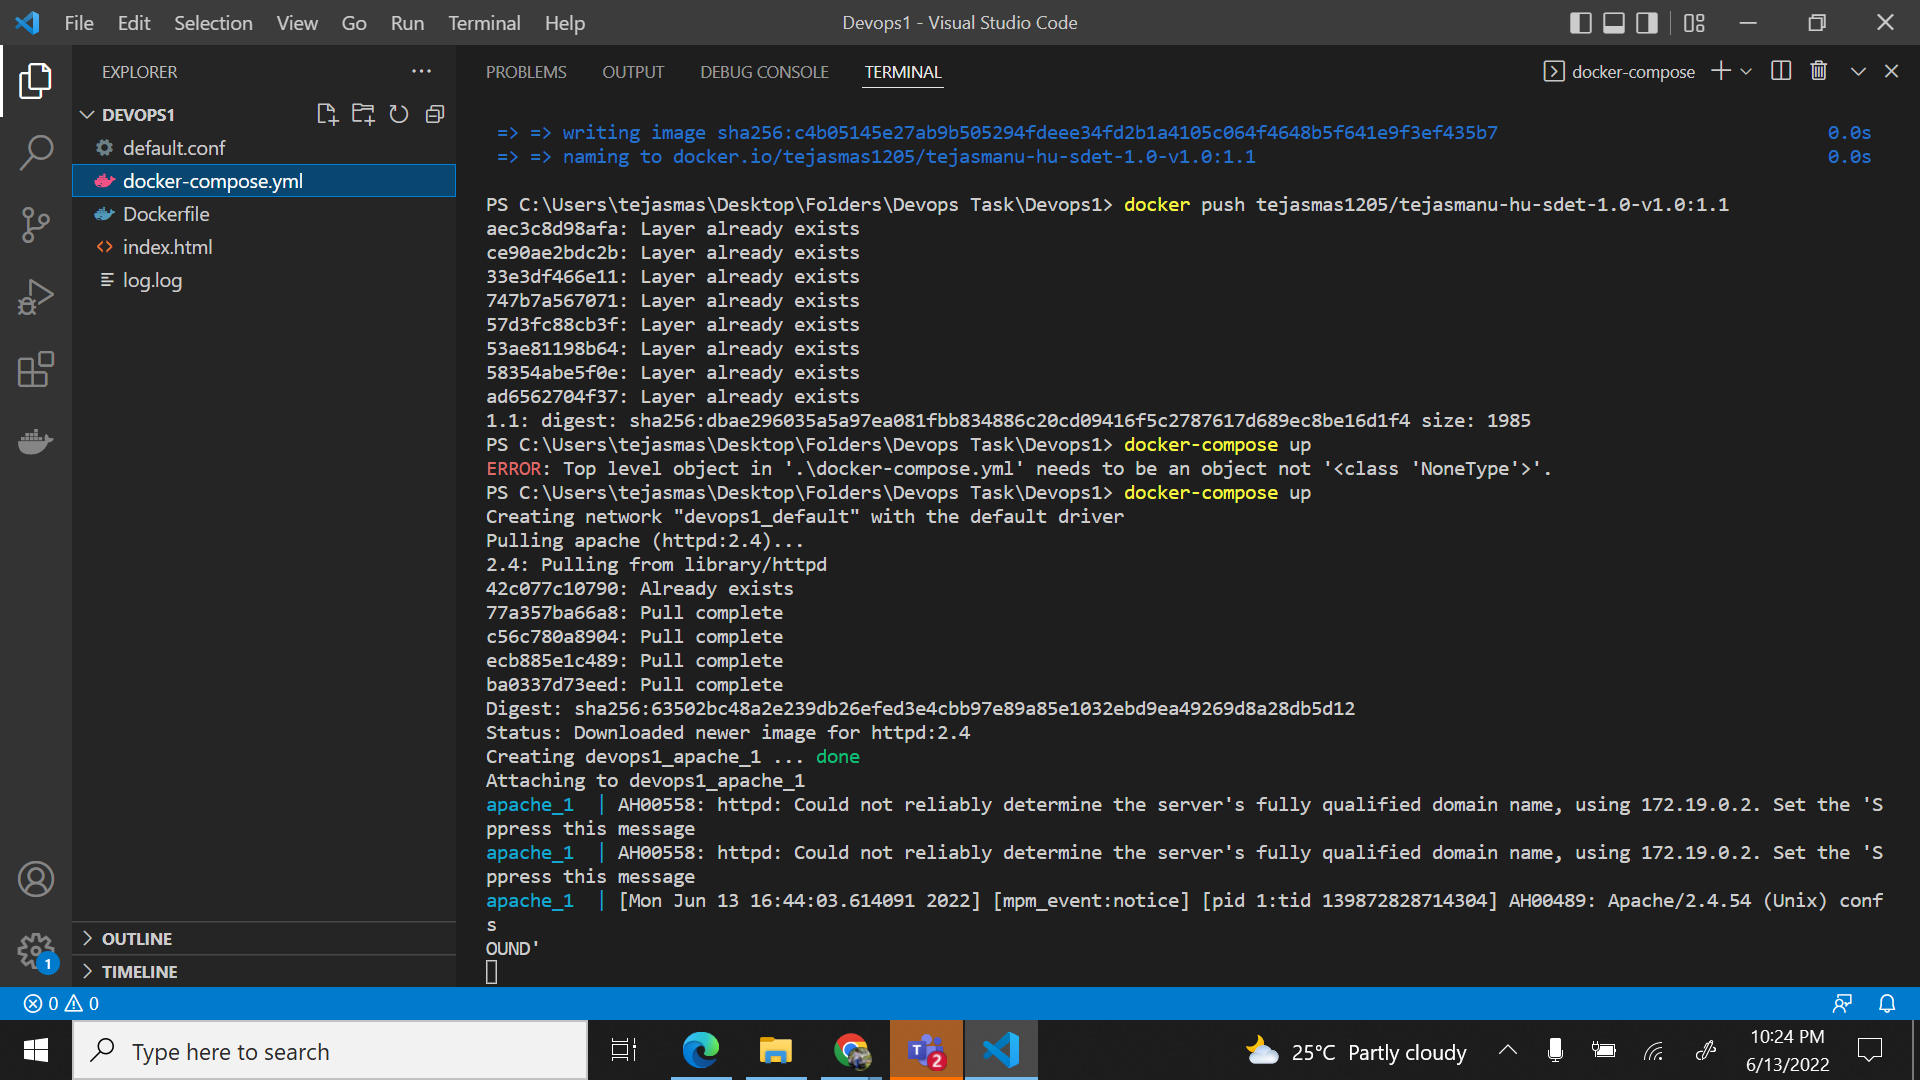 File Edit Selection View Go Run Terminal Help
Devops1 - Visual Studio Code
EXPLORER
DEVOPS1
default.conf
docker-compose.yml
Dockerfile
index.html
log.log
OUTLINE
TIMELINE
PROBLEMS OUTPUT DEBUG CONSOLE TERMINAL
docker-compose
=> => writing image sha256:c4b05145e27ab9b505294fdeee34fd2b1a4105c064f4648b5f641e9f3ef435b7 0.0s
=> => naming to docker.io/tejasmas1205/tejasmanu-hu-sdet-1.0-v1.0:1.1 0.0s
PS C:\Users\tejasmas\Desktop\Folders\Devops Task\Devops1> docker push tejasmas1205/tejasmanu-hu-sdet-1.0-v1.0:1.1
aec3c8d98afa: Layer already exists
ce90ae2bdc2b: Layer already exists
33e3df466e11: Layer already exists
747b7a567071: Layer already exists
57d3fc88cb3f: Layer already exists
53ae81198b64: Layer already exists
58354abe5f0e: Layer already exists
ad6562704f37: Layer already exists
1.1: digest: sha256:dbae296035a5a97ea081fbb834886c20cd09416f5c2787617d689ec8be16d1f4 size: 1985
PS C:\Users\tejasmas\Desktop\Folders\Devops Task\Devops1> docker-compose up
ERROR: Top level object in '.\docker-compose.yml' needs to be an object not '<class 'NoneType'>'.
PS C:\Users\tejasmas\Desktop\Folders\Devops Task\Devops1> docker-compose up
Creating network "devops1_default" with the default driver
Pulling apache (httpd:2.4)...
2.4: Pulling from library/httpd
42c077c10790: Already exists
77a357ba66a8: Pull complete
c56c780a8904: Pull complete
ecb885e1c489: Pull complete
ba0337d73eed: Pull complete
Digest: sha256:63502bc48a2e239db26efed3e4cbb97e89a85e1032ebd9ea49269d8a28db5d12
Status: Downloaded newer image for httpd:2.4
Creating devops1_apache_1 ... done
Attaching to devops1_apache_1
apache_1 | AH00558: httpd: Could not reliably determine the server's fully qualified domain name, using 172.19.0.2. Set the 'S
ppress this message
apache_1 | AH00558: httpd: Could not reliably determine the server's fully qualified domain name, using 172.19.0.2. Set the 'S
ppress this message
apache_1 | [Mon Jun 13 16:44:03.614091 2022] [mpm_event:notice] [pid 1:tid 139872828714304] AH00489: Apache/2.4.54 (Unix) conf
s
OUND'
1
0 0
Type here to search
T 2
25°C Partly cloudy
10:24 PM
6/13/2022